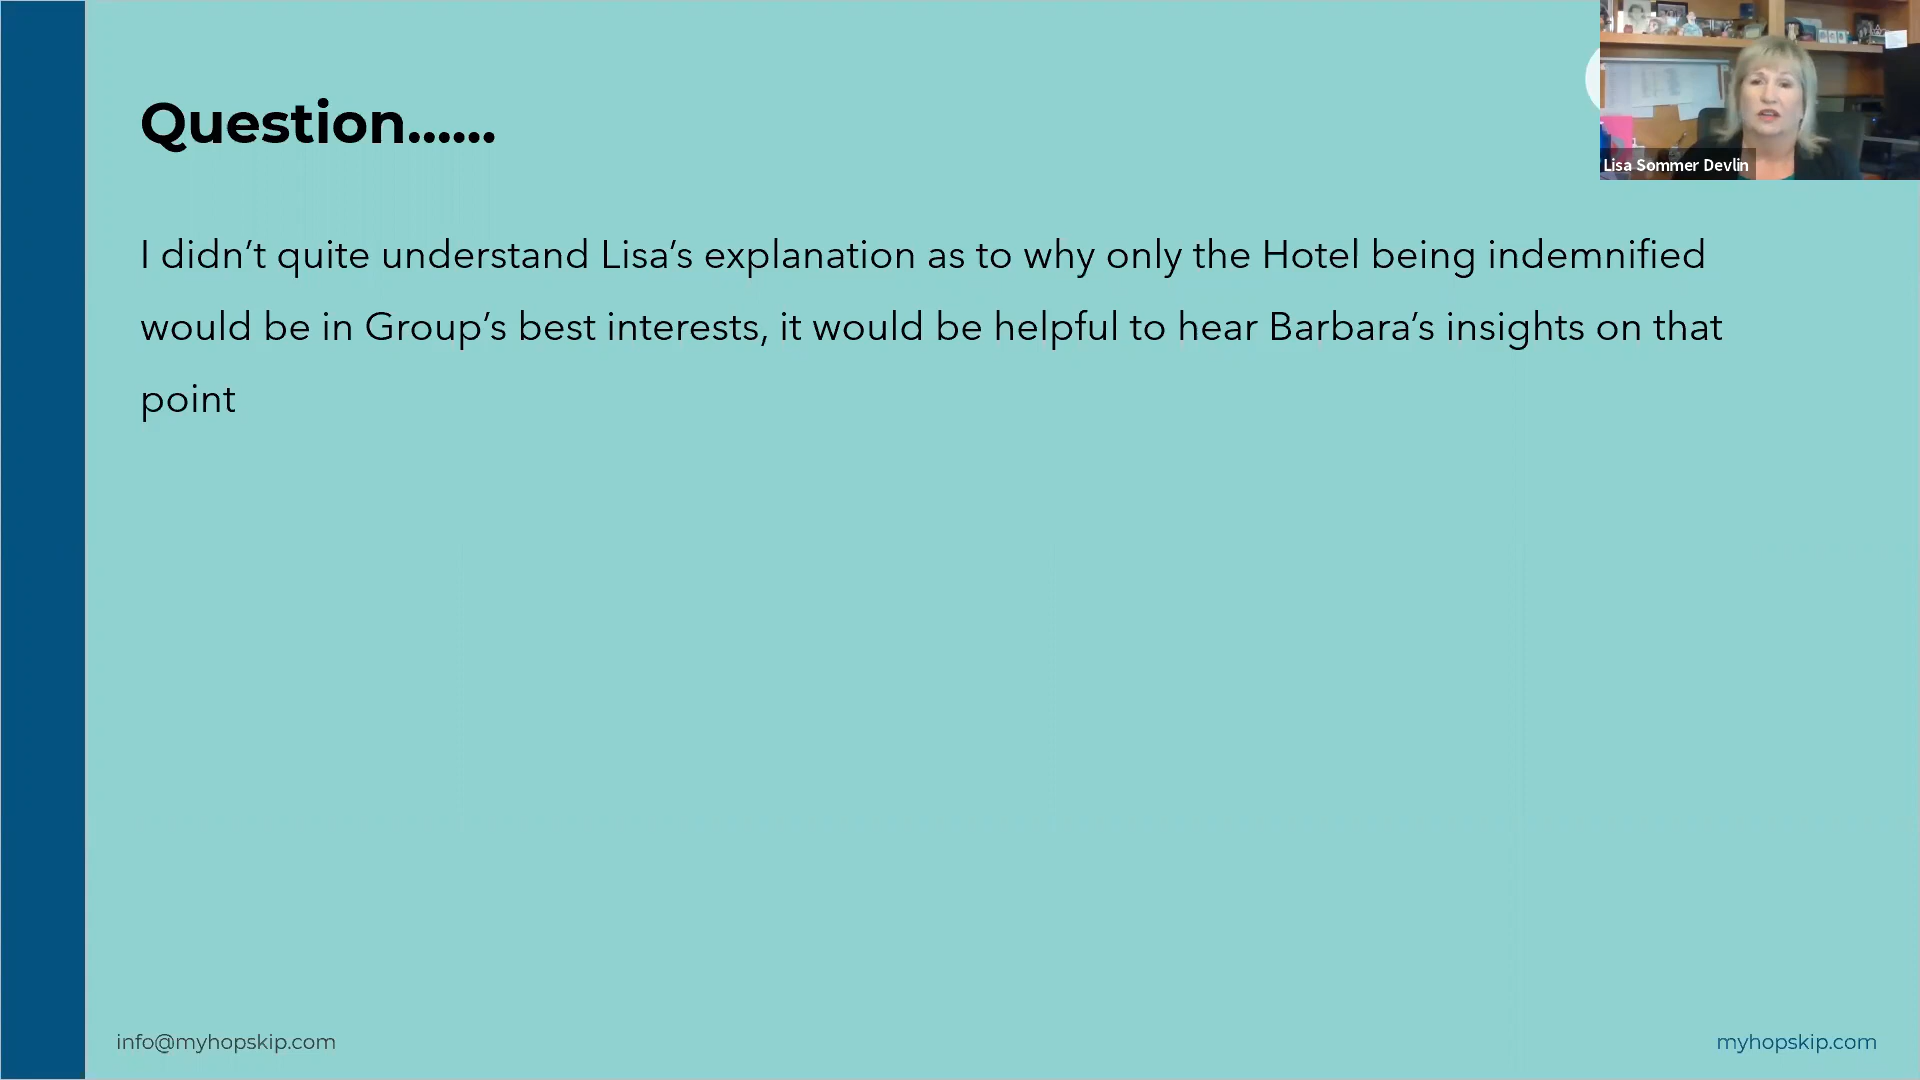 Question......
Lisa Sommer Devlin
I didn’t quite understand Lisa’s explanation as to why only the Hotel being indemnified
would be in Group’s best interests, it would be helpful to hear Barbara’s insights on that
point
info@myhopskip.com
myhopskip.com